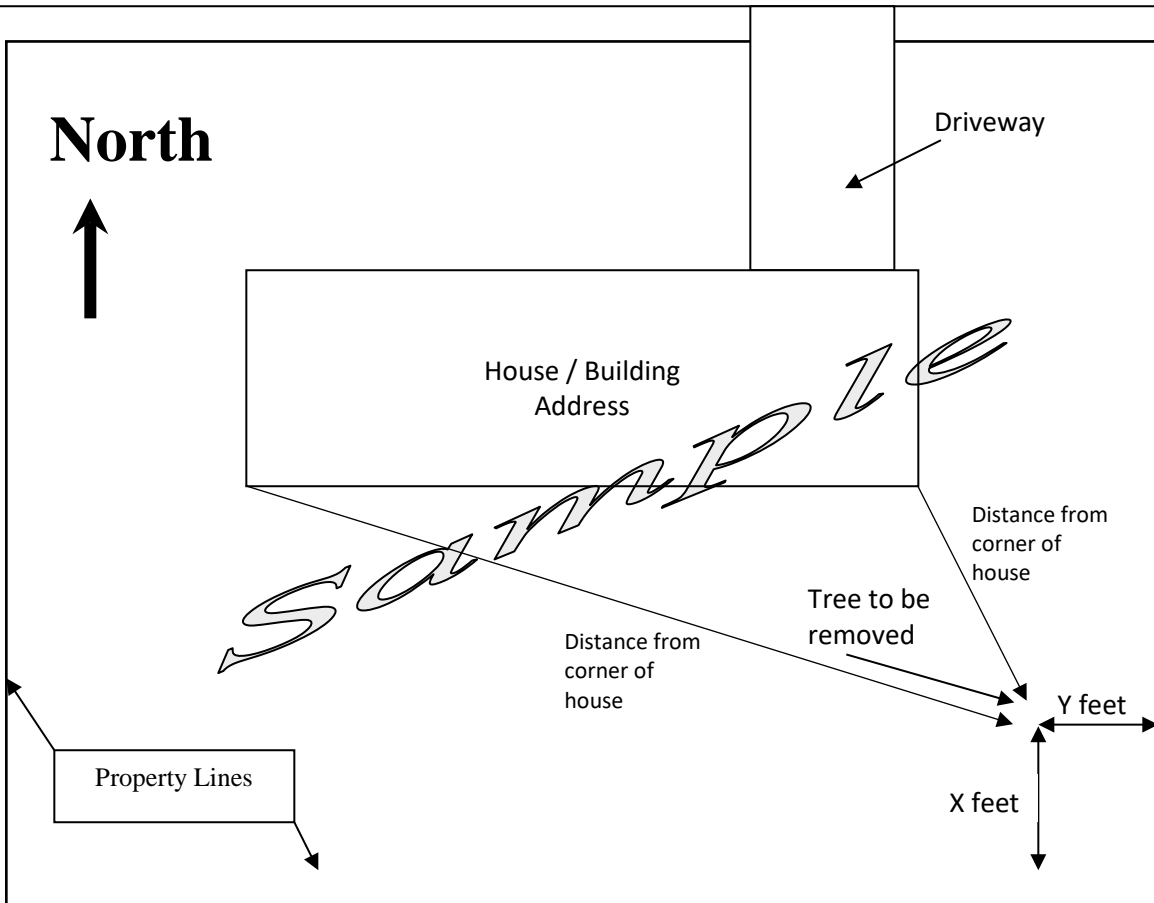 North
Driveway
House / Building
Address
Sample
Distance from
corner of
house
Tree to be
removed
Distance from
corner of
house
Y feet
Property Lines
X feet